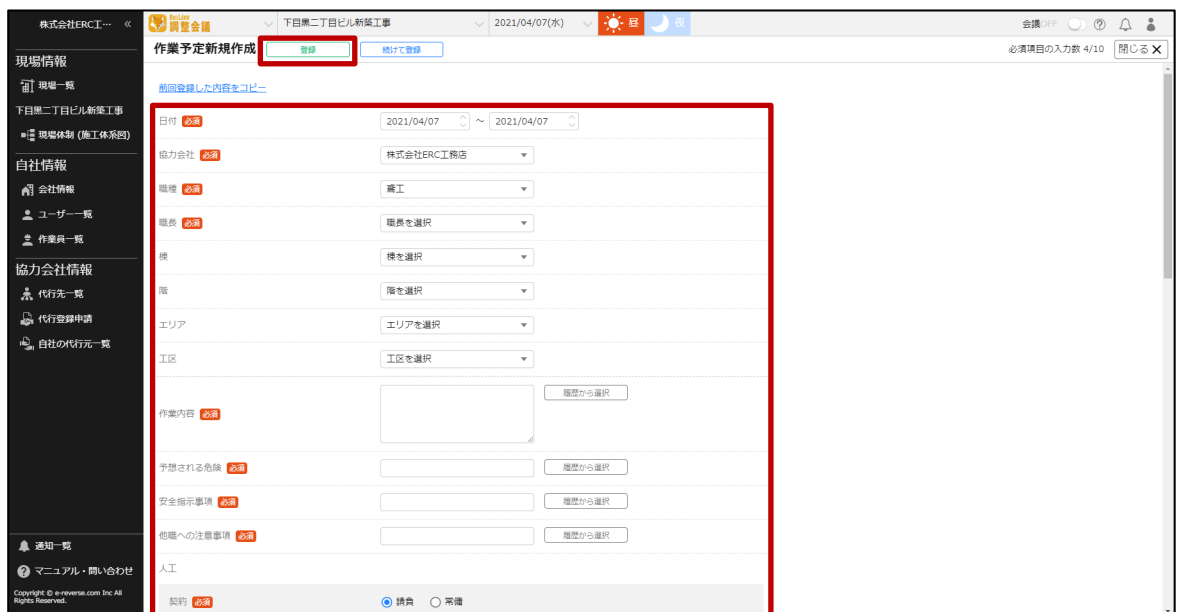 株式会社ERC工… «
BUILDee
調整会議
下目黒二丁目ビル新築工事
2021/04/07(水)
昼
夜
会議OFF
作業予定新規作成
登録
続けて登録
必須項目の入力数 4/10
閉じる X
現場情報
現場一覧
下目黒二丁目ビル新築工事
現場体制 (施工体系図)
自社情報
会社情報
ユーザー一覧
作業員一覧
協力会社情報
代行先一覧
代行登録申請
自社の代行元一覧
通知一覧
マニュアル・問い合わせ
Copyright © e-reverse.com Inc All
Rights Reserved.
前回登録した内容をコピー
日付 必須 2021/04/07 ～ 2021/04/07
協力会社 必須 株式会社ERC工務店
職種 必須 鳶工
職長 必須 職長を選択
棟 棟を選択
階 階を選択
エリア エリアを選択
工区 工区を選択
作業内容 必須 履歴から選択
予想される危険 必須 履歴から選択
安全指示事項 必須 履歴から選択
他職への注意事項 必須 履歴から選択
人工
契約 必須 請負 常傭